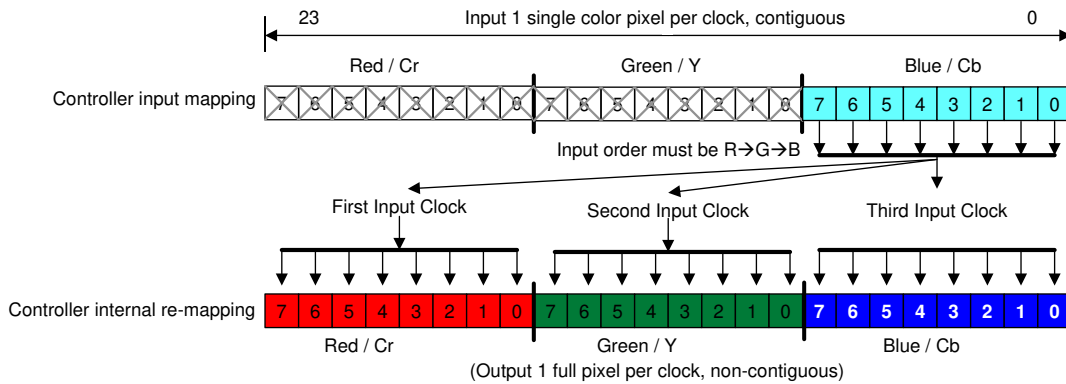 23 Input 1 single color pixel per clock, contiguous 0
Red / Cr Green / Y Blue / Cb
Controller input mapping 7 6 5 4 3 2 1 0 7 6 5 4 3 2 1 0 7 6 5 4 3 2 1 0
Input order must be R→G→B
First Input Clock Second Input Clock Third Input Clock
Controller internal re-mapping 7 6 5 4 3 2 1 0 7 6 5 4 3 2 1 0 7 6 5 4 3 2 1 0
Red / Cr Green / Y Blue / Cb
(Output 1 full pixel per clock, non-contiguous)